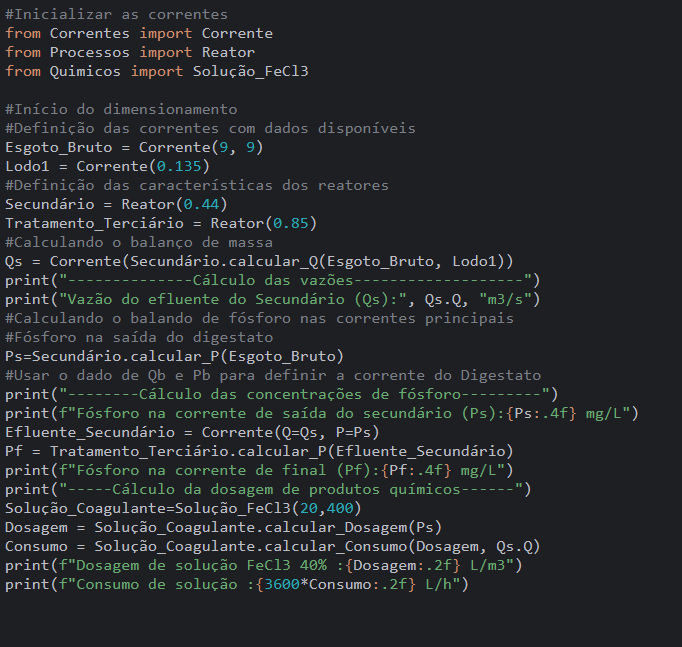 #Inicializar as correntes
from Correntes import Corrente
from Processos import Reator
from Quimicos import Solução_FeCl3
#Início do dimensionamento
#Definição das correntes com dados disponíveis
Esgoto_Bruto = Corrente(9, 9)
Lodo1 = Corrente(0.135)
#Definição das características dos reatores
Secundário = Reator(0.44)
Tratamento_Terciário = Reator(0.85)
#Calculando o balanço de massa
Qs = Corrente(Secundário.calcular_Q(Esgoto_Bruto, Lodo1))
print("--------------Cálculo das vazões-------------------")
print("Vazão do efluente do Secundário (Qs):", Qs.Q, "m3/s")
#Calculando o balando de fósforo nas correntes principais
#Fósforo na saída do digestato
Ps=Secundário.calcular_P(Esgoto_Bruto)
#Usar o dado de Qb e Pb para definir a corrente do Digestato
print("--------Cálculo das concentrações de fósforo---------")
print(f"Fósforo na corrente de saída do secundário (Ps):{Ps:.4f} mg/L")
Efluente_Secundário = Corrente(Q=Qs, P=Ps)
Pf = Tratamento_Terciário.calcular_P(Efluente_Secundário)
print(f"Fósforo na corrente de final (Pf):{Pf:.4f} mg/L")
print("-----Cálculo da dosagem de produtos químicos------")
Solução_Coagulante=Solução_FeCl3(20,400)
Dosagem = Solução_Coagulante.calcular_Dosagem(Ps)
Consumo = Solução_Coagulante.calcular_Consumo(Dosagem, Qs.Q)
print(f"Dosagem de solução FeCl3 40% :{Dosagem:.2f} L/m3")
print(f"Consumo de solução :{3600*Consumo:.2f} L/h")